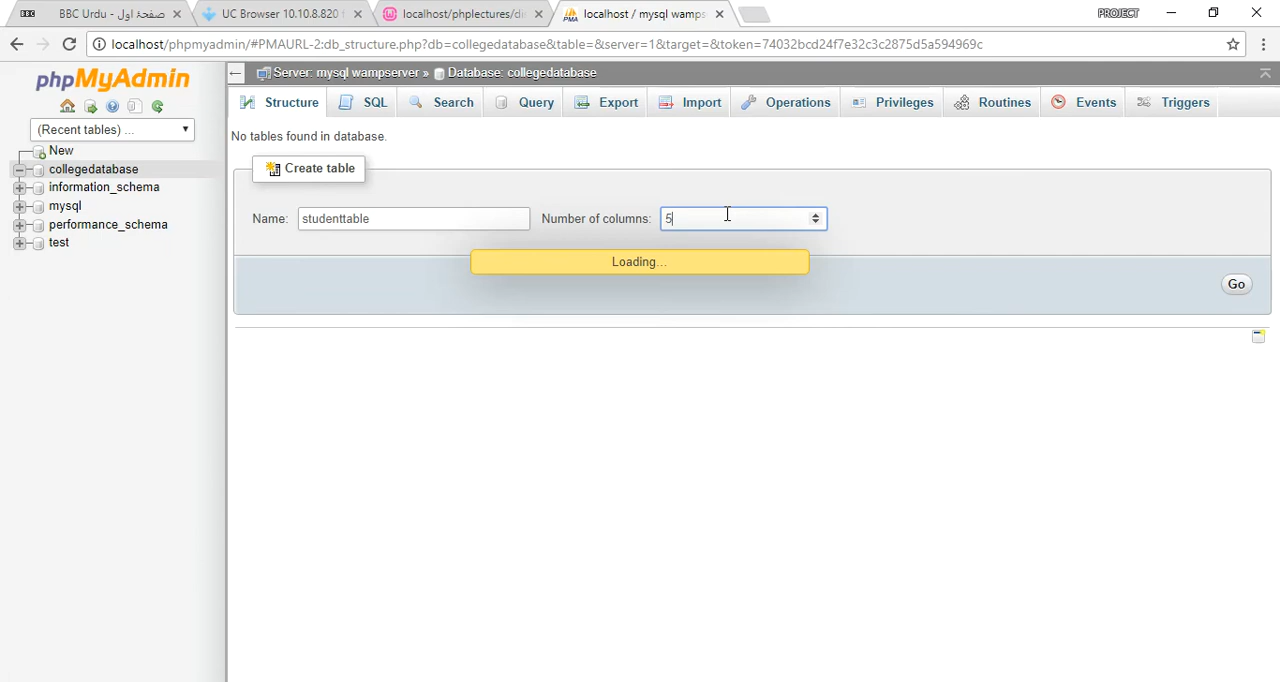 BBC BBC Urdu - صفحۂ اول
UC Browser 10.10.8.820 f
localhost/phplectures/di
localhost / mysql wamps
PROJECT
localhost/phpmyadmin/#PMAURL-2:db_structure.php?db=collegedatabase&table=&server=1&target=&token=74032bcd24f7e32c3c2875d5a594969c
phpMyAdmin
(Recent tables) ...
New
collegedatabase
information_schema
mysql
performance_schema
test
Server: mysql wampserver » Database: collegedatabase
Structure SQL Search Query Export Import Operations Privileges Routines Events Triggers
No tables found in database.
Create table
Name: studenttable Number of columns: 5
Loading...
Go